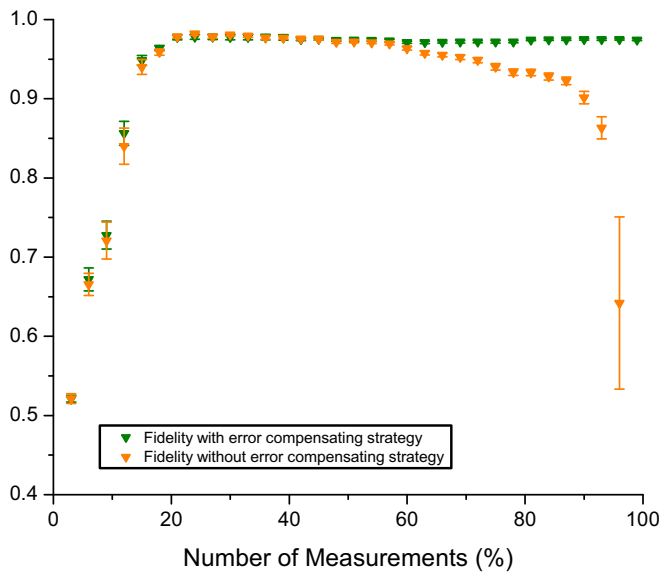 1.0
0.9
0.8
0.7
0.6
0.5
0.4
Fidelity with error compensating strategy
Fidelity without error compensating strategy
0 20 40 60 80 100
Number of Measurements (%)